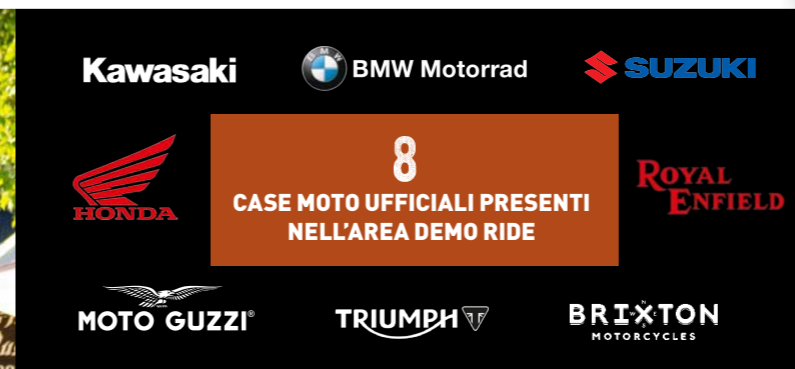 Kawasaki
BMW
BMW Motorrad
SUZUKI
HONDA
8
CASE MOTO UFFICIALI PRESENTI
NELL'AREA DEMO RIDE
ROYAL
ENFIELD
MOTO GUZZI®
TRIUMPH
BRIXTON
MOTORCYCLES